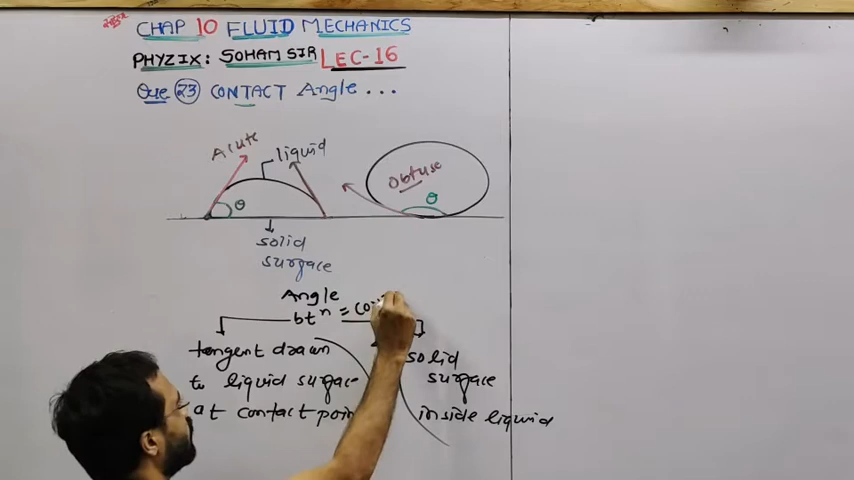 CHAP 10 FLUID MECHANICS
PHYZIX: SOHAM SIR LEC-16
Que 23 CONTACT Angle ...
Acute
liquid
Obtuse
θ
θ
solid
surface
Angle
btⁿ =
tangent drawn
to liquid surface
at contact
solid
surface
inside liquid